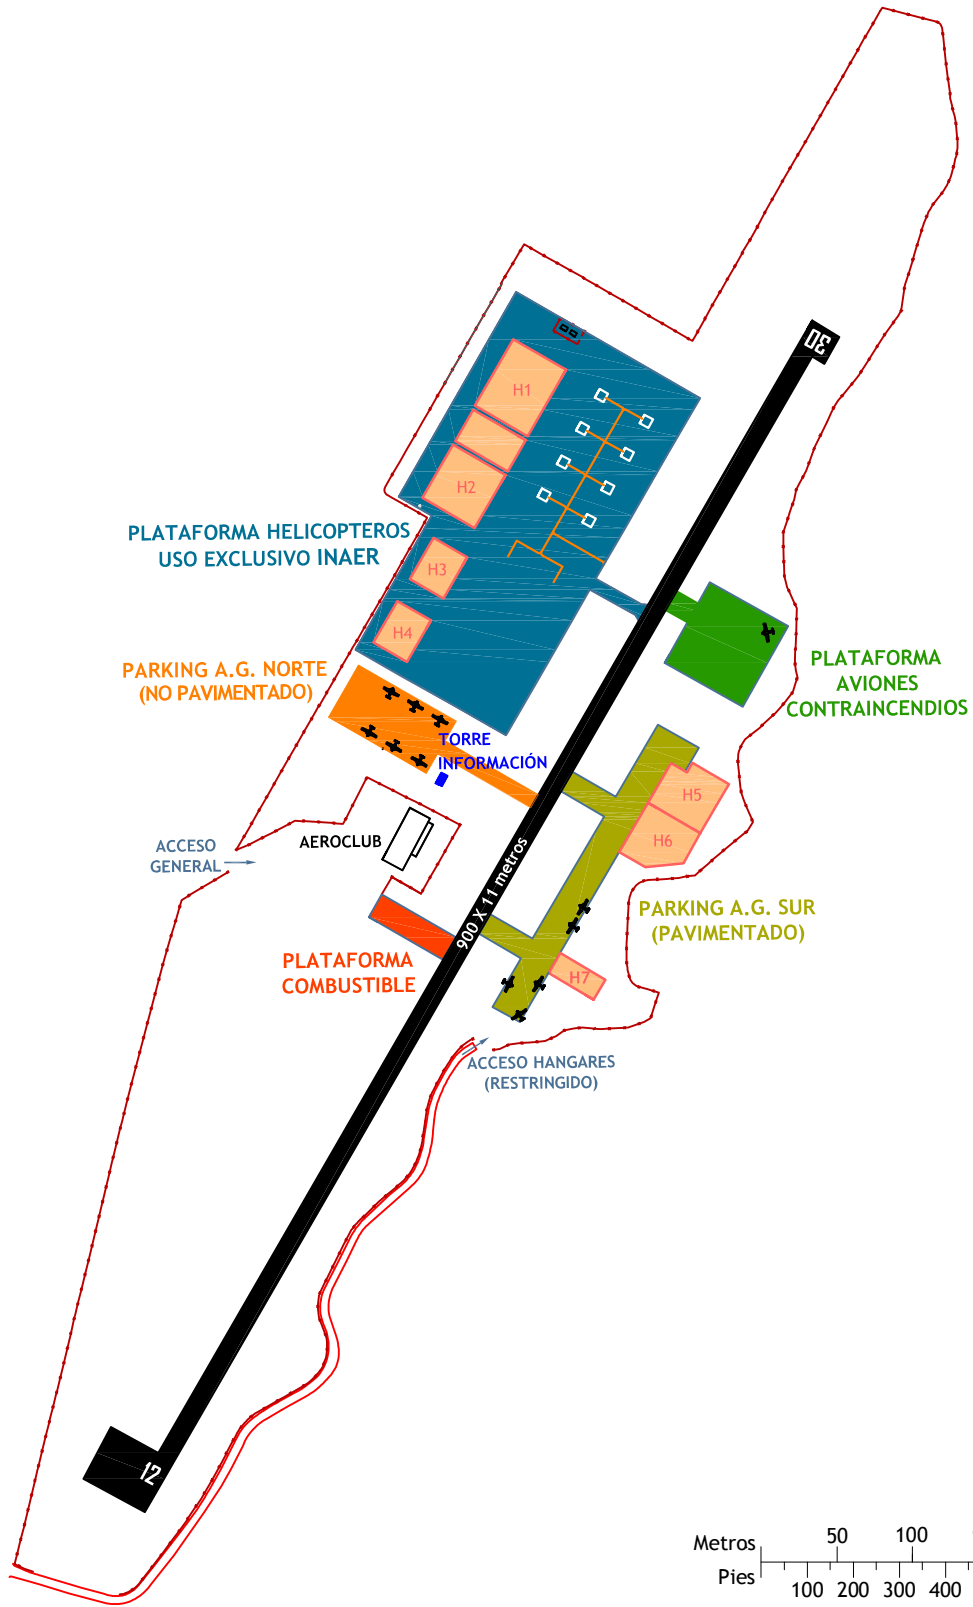 30
H1
H2
PLATAFORMA HELICOPTEROS
USO EXCLUSIVO INAER
H3
H4
PARKING A.G. NORTE
(NO PAVIMENTADO)
PLATAFORMA
AVIONES
CONTRAINCENDIOS
TORRE
INFORMACIÓN
H5
H6
AEROCLUB
ACCESO
GENERAL
900 X 11 metros
PARKING A.G. SUR
(PAVIMENTADO)
PLATAFORMA
COMBUSTIBLE
H7
ACCESO HANGARES
(RESTRINGIDO)
12
Metros 50 100
Pies 100 200 300 400